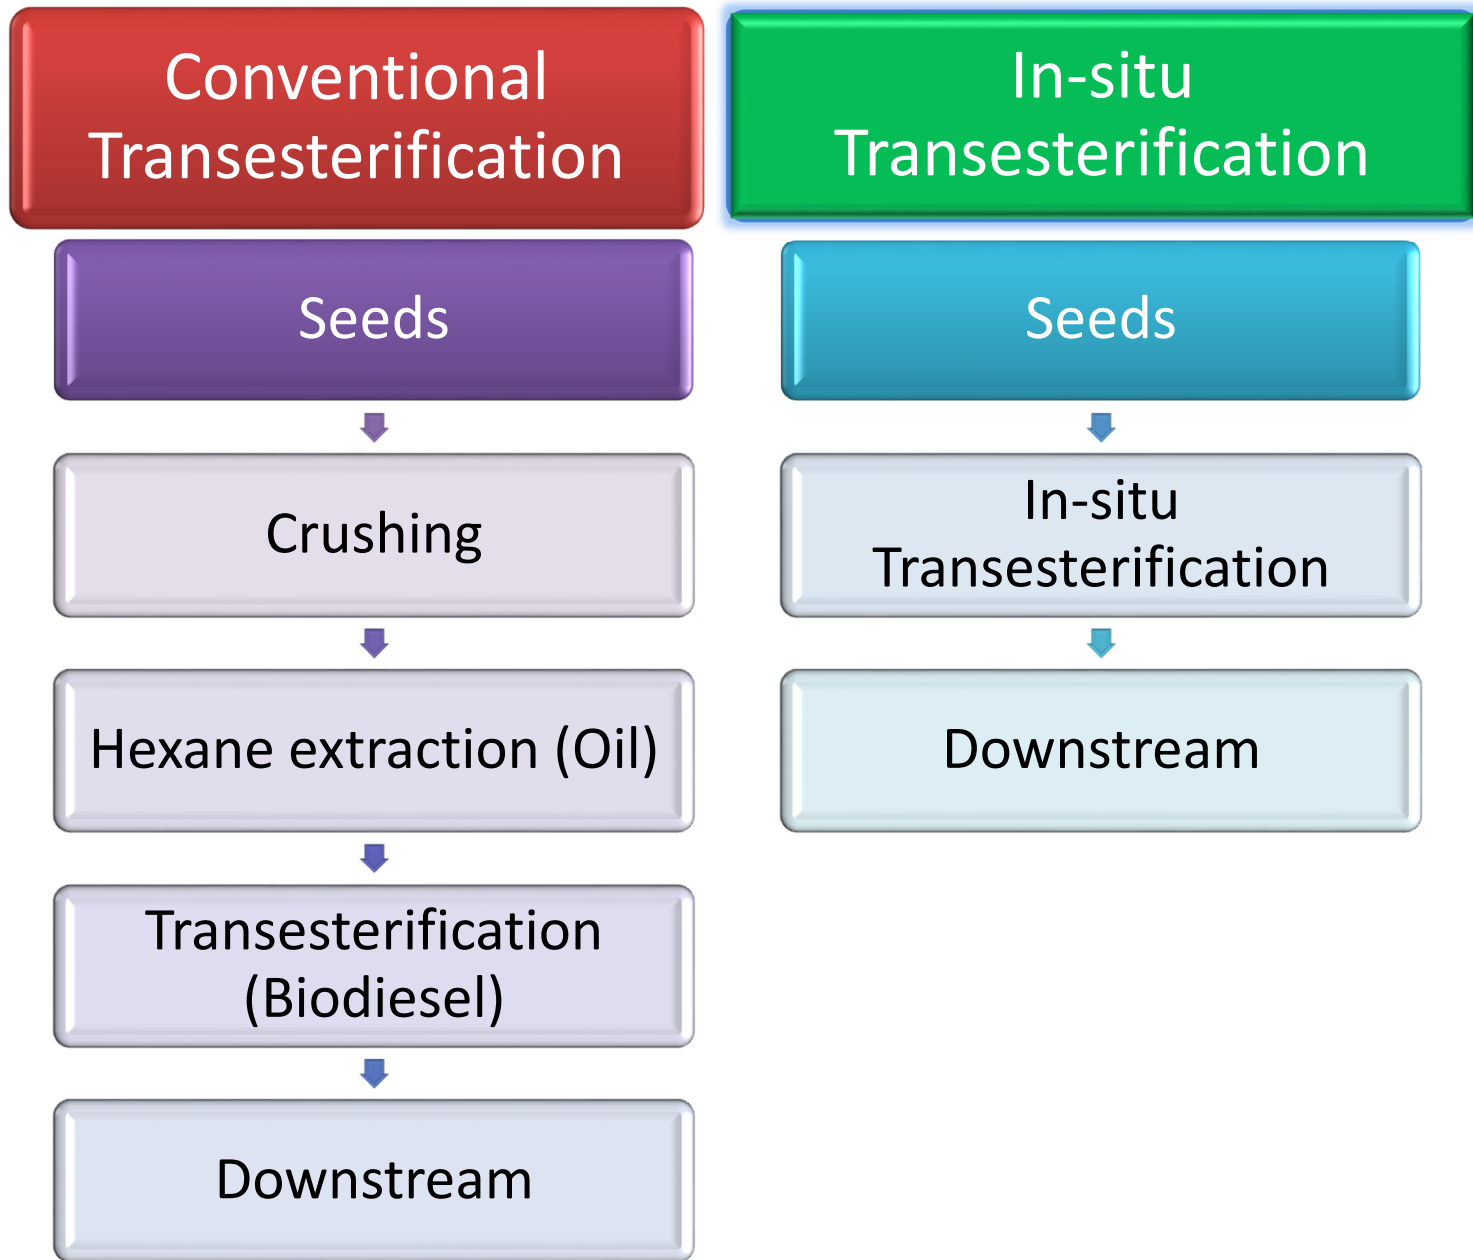 Conventional
Transesterification
Seeds
Crushing
Hexane extraction (Oil)
Transesterification
(Biodiesel)
Downstream
In-situ
Transesterification
Seeds
In-situ
Transesterification
Downstream